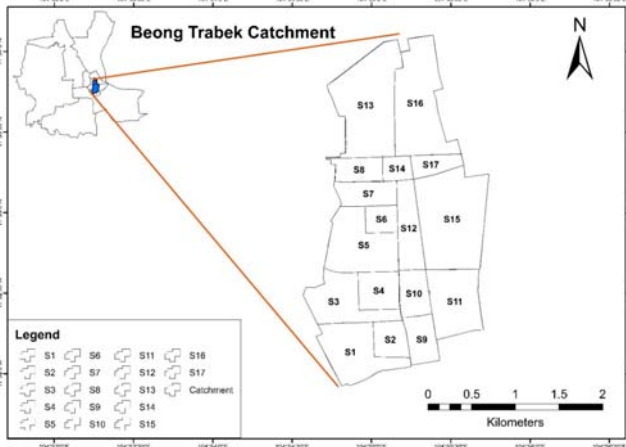 Beong Trabek Catchment
N
S13
S16
S8
S14
S17
S7
S6
S12
S15
S5
S4
S10
S3
S11
S1
S2
S9
Legend
S1 S6 S11 S16
S2 S7 S12 S17
S3 S8 S13 Catchment
S4 S9 S14
S5 S10 S15
0 0.5 1 1.5 2
Kilometers